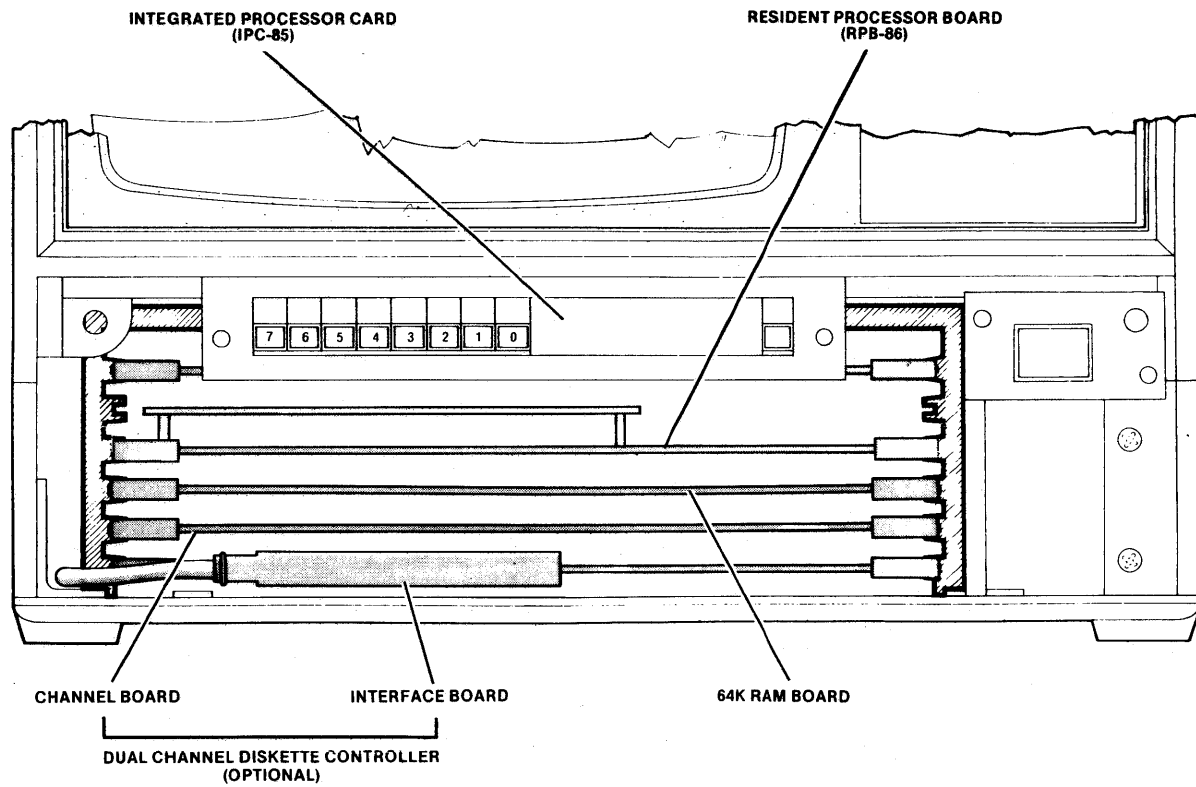 INTEGRATED PROCESSOR CARD
(IPC-85)
RESIDENT PROCESSOR BOARD
(RPB-86)
7 6 5 4 3 2 1 0
CHANNEL BOARD
INTERFACE BOARD
64K RAM BOARD
DUAL CHANNEL DISKETTE CONTROLLER
(OPTIONAL)